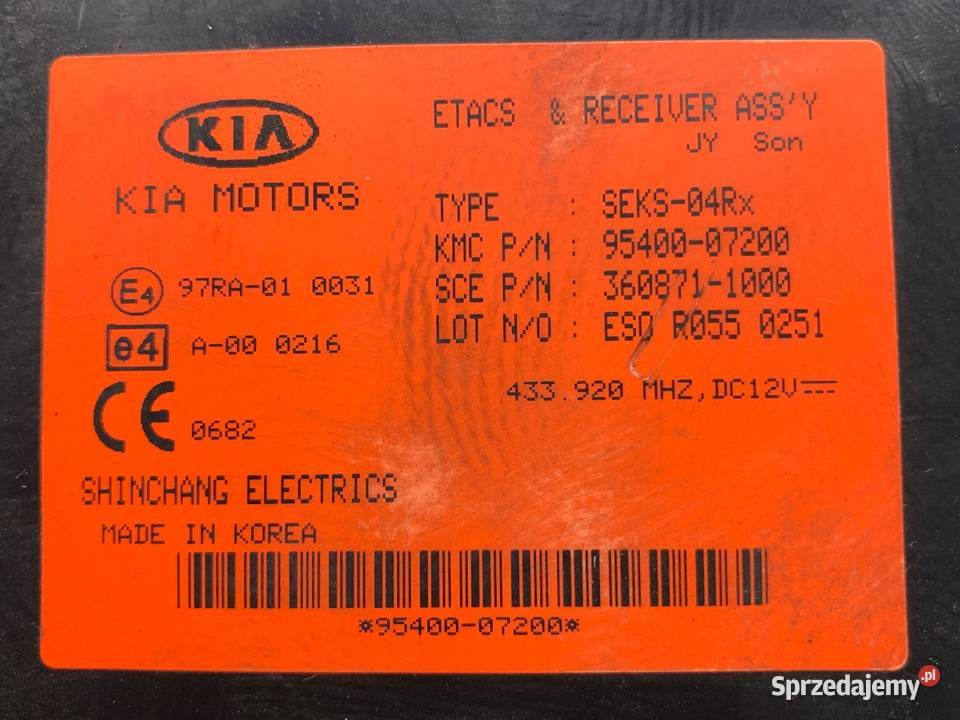 KIA
KIA MOTORS
E4 97RA-01 0031
e4 A-00 0216
CE 0682
SHINCHANG ELECTRICS
MADE IN KOREA
ETACS & RECEIVER ASS'Y
JY Son
TYPE : SEKS-04Rx
KMC P/N : 95400-07200
SCE P/N : 360871-1000
LOT N/O : ESO R055 0251
433.920 MHZ,DC12V
*95400-07200*
Sprzedajemy.pl